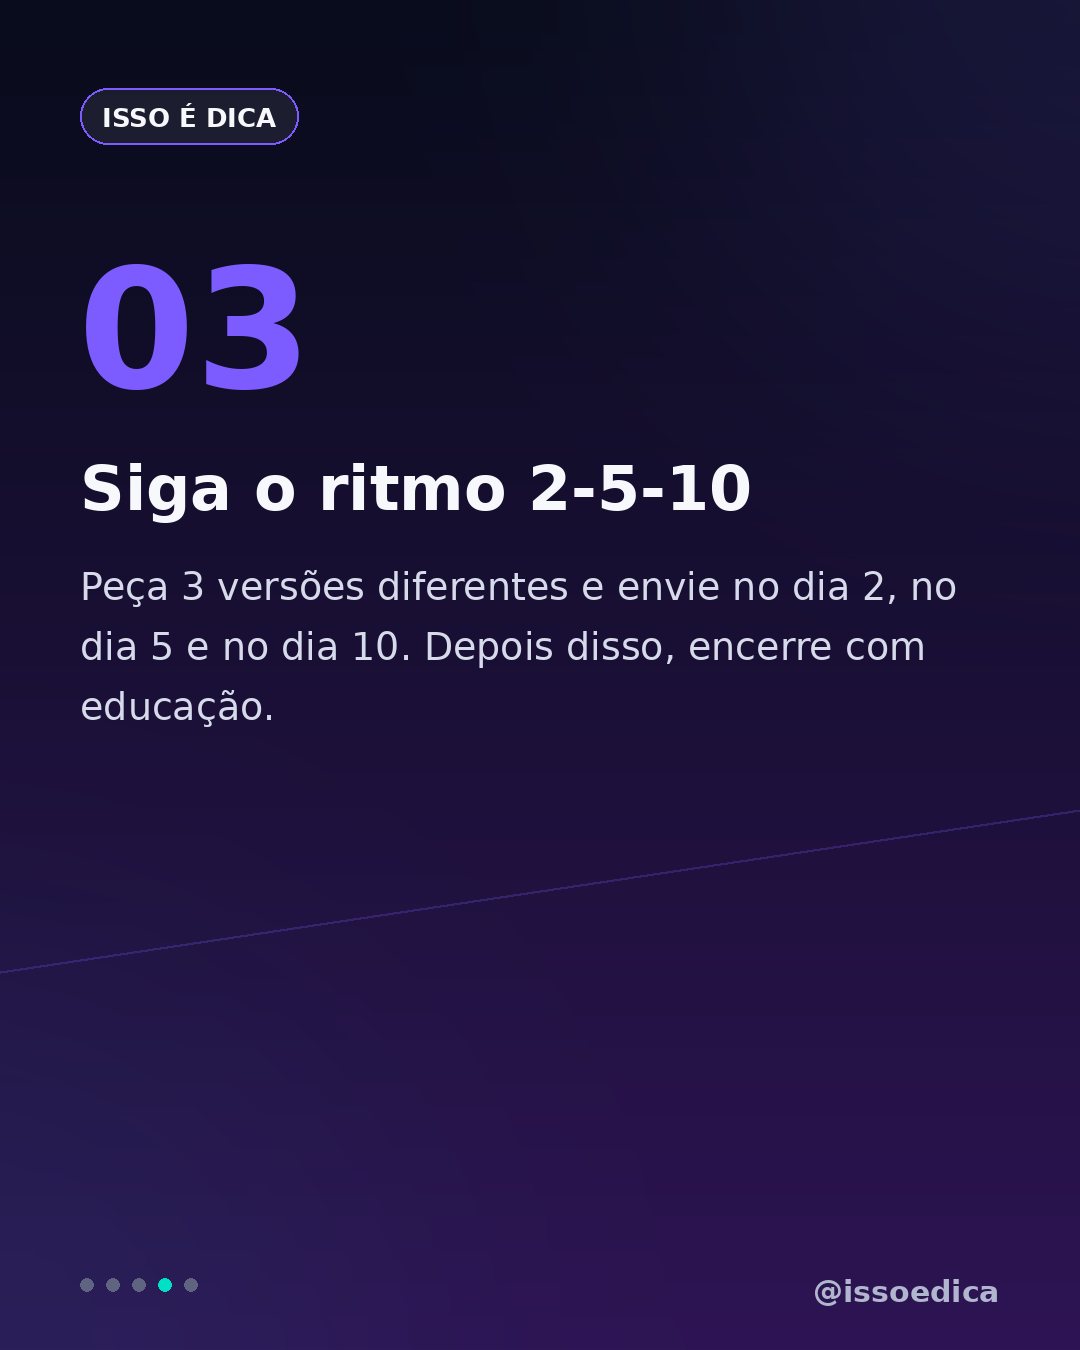 ISSO É DICA
03
Siga o ritmo 2-5-10
Peça 3 versões diferentes e envie no dia 2, no
dia 5 e no dia 10. Depois disso, encerre com
educação.
@issoedica